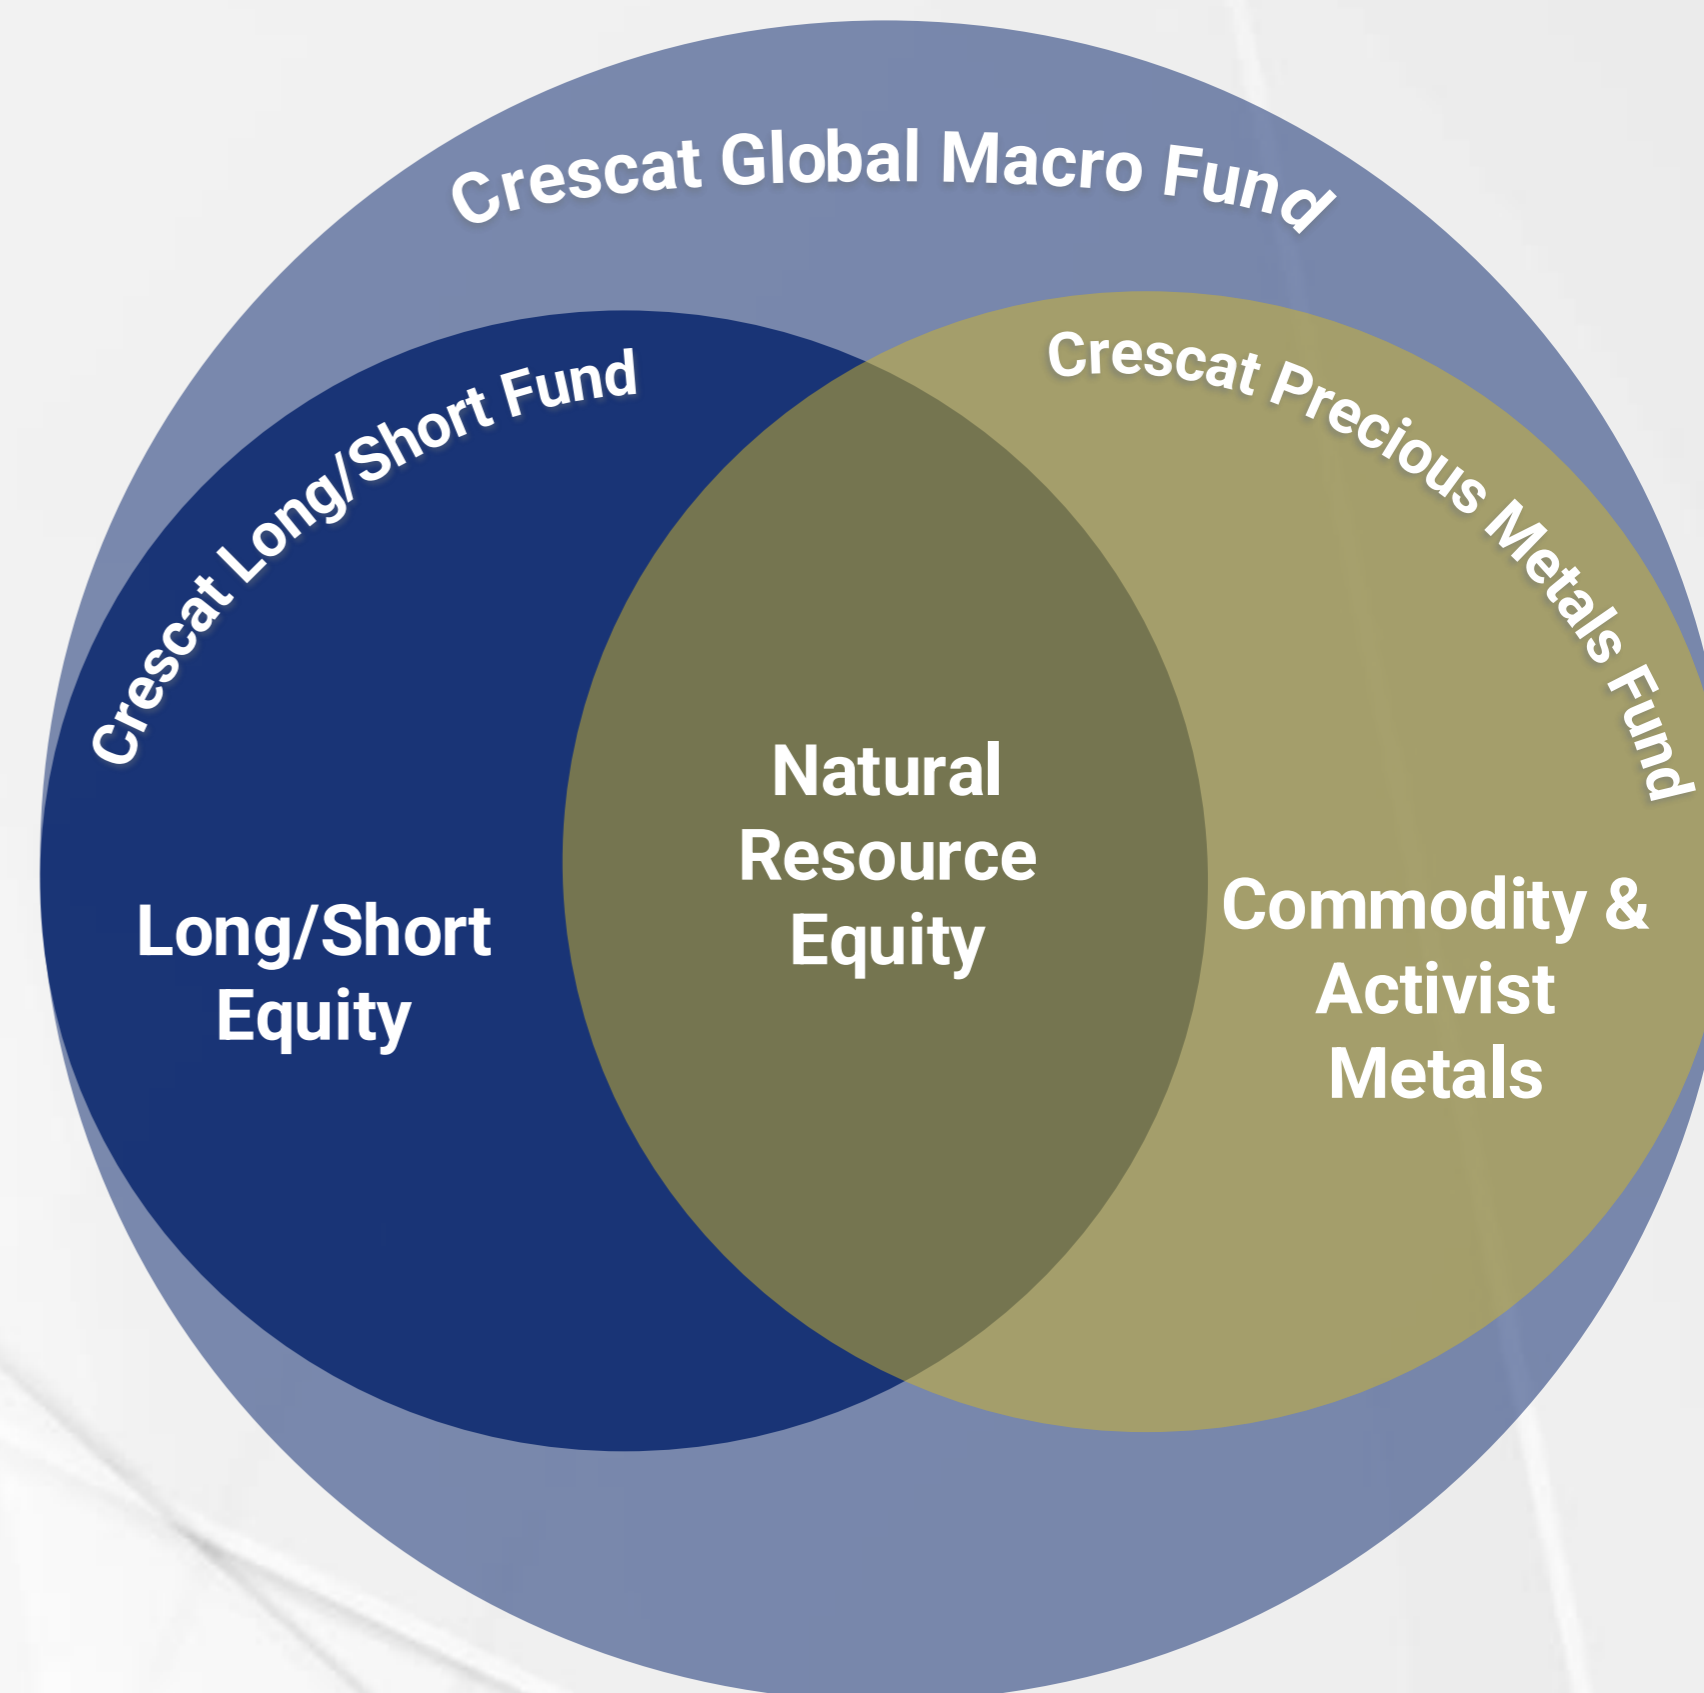 Crescat Global Macro Fund
Crescat Long/Short Fund
Crescat Precious Metals Fund
Natural
Resource
Equity
Long/Short
Equity
Commodity &
Activist
Metals